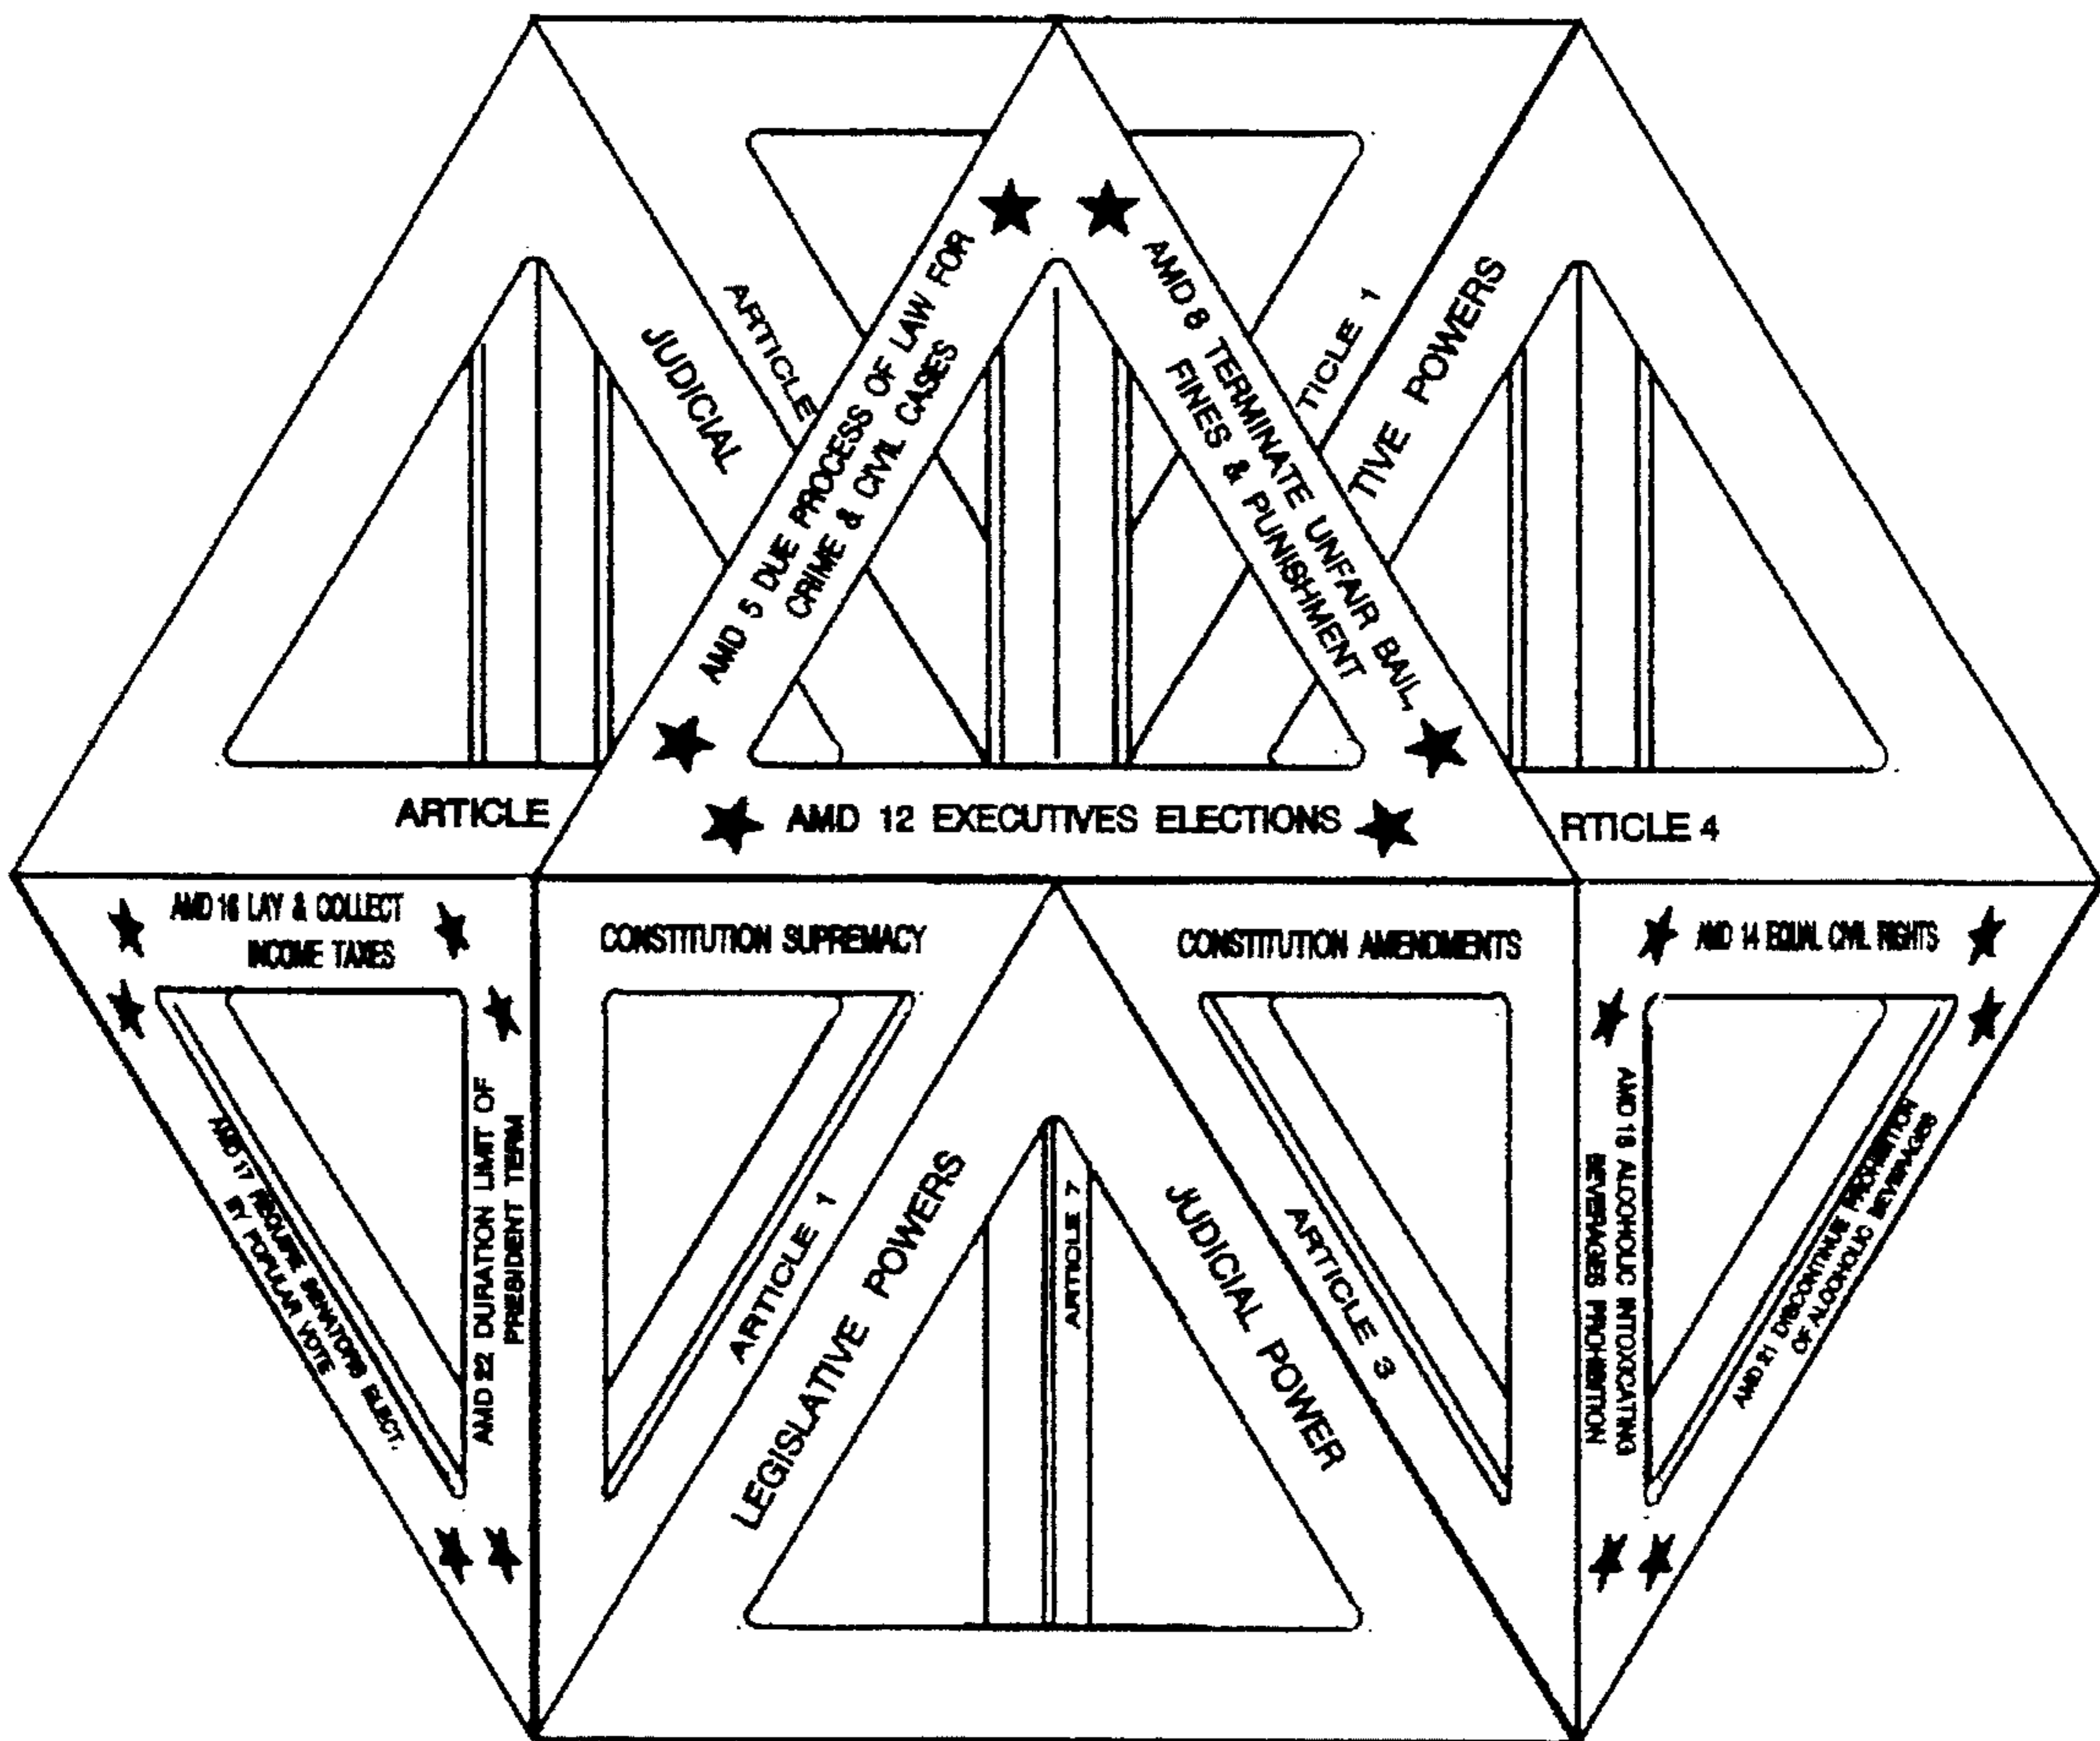 ARTICLE
JUDICIAL
AMD 5 DUE PROCESS OF LAW FOR
CRIME & CIVIL CASES
AMD 8 TERMINATE UNFAIR BAIL,
FINES & PUNISHMENT
TICLE 1
TIVE POWERS
ARTICLE
AMD 12 EXECUTIVES ELECTIONS
RTICLE 4
AMD 16 LAY & COLLECT
INCOME TAXES
CONSTITUTION SUPREMACY
CONSTITUTION AMENDMENTS
AMD 14 EQUAL CIVIL RIGHTS
AMD 17 REQUIRE SENATORS ELECT.
BY POPULAR VOTE
AMD 22 DURATION LIMIT OF
PRESIDENT TERM
ARTICLE 1
LEGISLATIVE POWERS
ARTICLE 7
JUDICIAL POWER
ARTICLE 3
AMD 18 ALCOHOLIC INTOXICATING
BEVERAGES PROHIBITION
AMD 21 DISCONTINUE PROHIBITION
OF ALCOHOLIC BEVERAGES